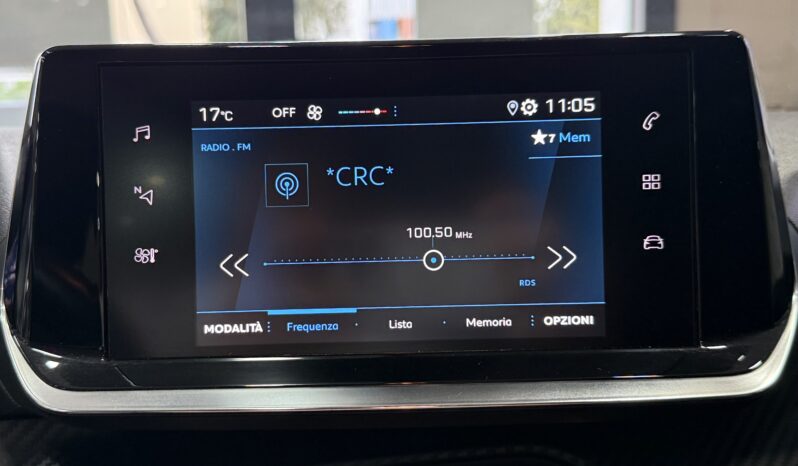 17°C OFF 11:05
RADIO . FM
7 Mem
*CRC*
N
100.50 MHz
RDS
MODALITÀ Frequenza Lista Memoria OPZIONI